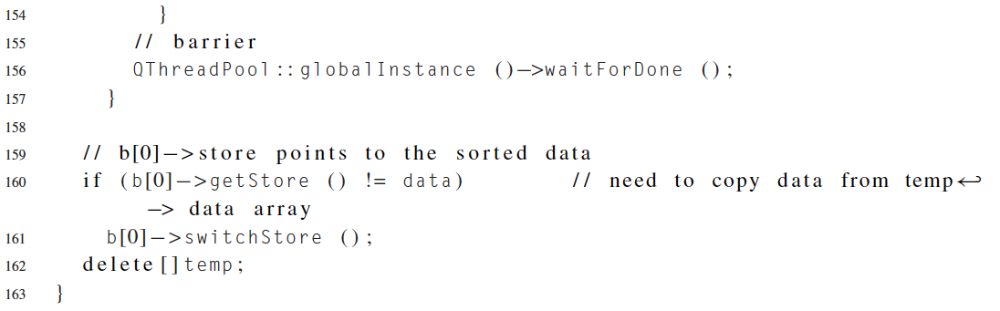 154 }
155 // barrier
156 QThreadPool::globalInstance ()->waitForDone ();
157 }
158
159 // b[0]->store points to the sorted data
160 if (b[0]->getStore () != data) // need to copy data from temp↩
-> data array
161 b[0]->switchStore ();
162 delete[]temp;
163 }